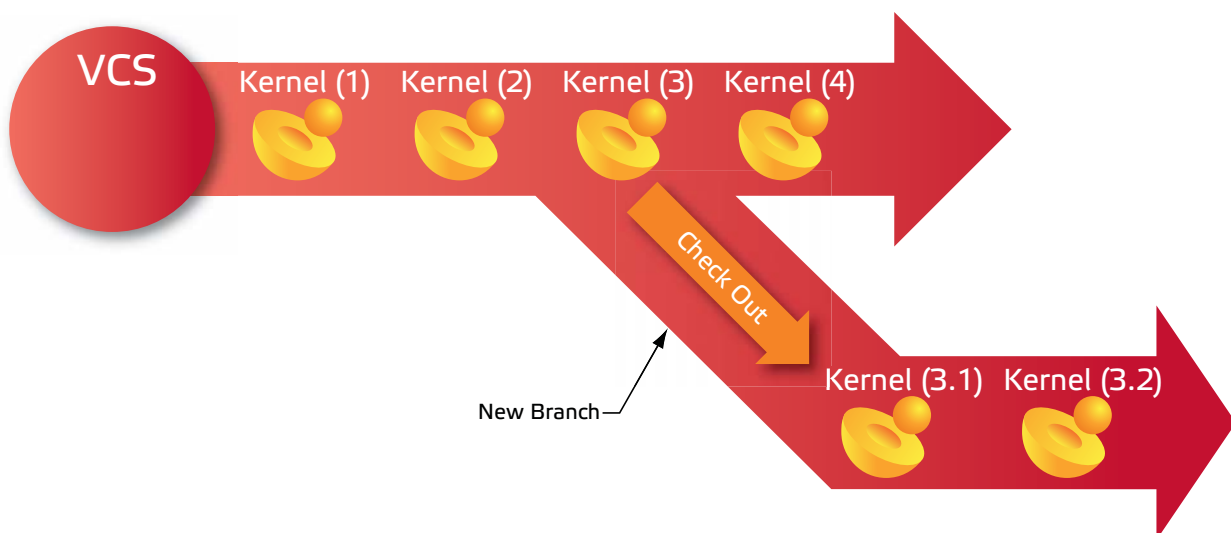 VCS
Kernel (1) Kernel (2) Kernel (3) Kernel (4)
Check Out
Kernel (3.1) Kernel (3.2)
New Branch